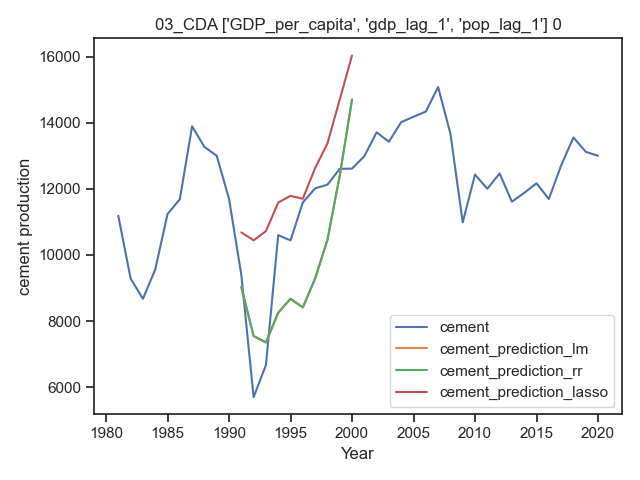 03_CDA ['GDP_per_capita', 'gdp_lag_1', 'pop_lag_1'] 0
16000
14000
12000
10000
8000
6000
cement production
cement
cement_prediction_lm
cement_prediction_rr
cement_prediction_lasso
1980 1985 1990 1995 2000 2005 2010 2015 2020
Year